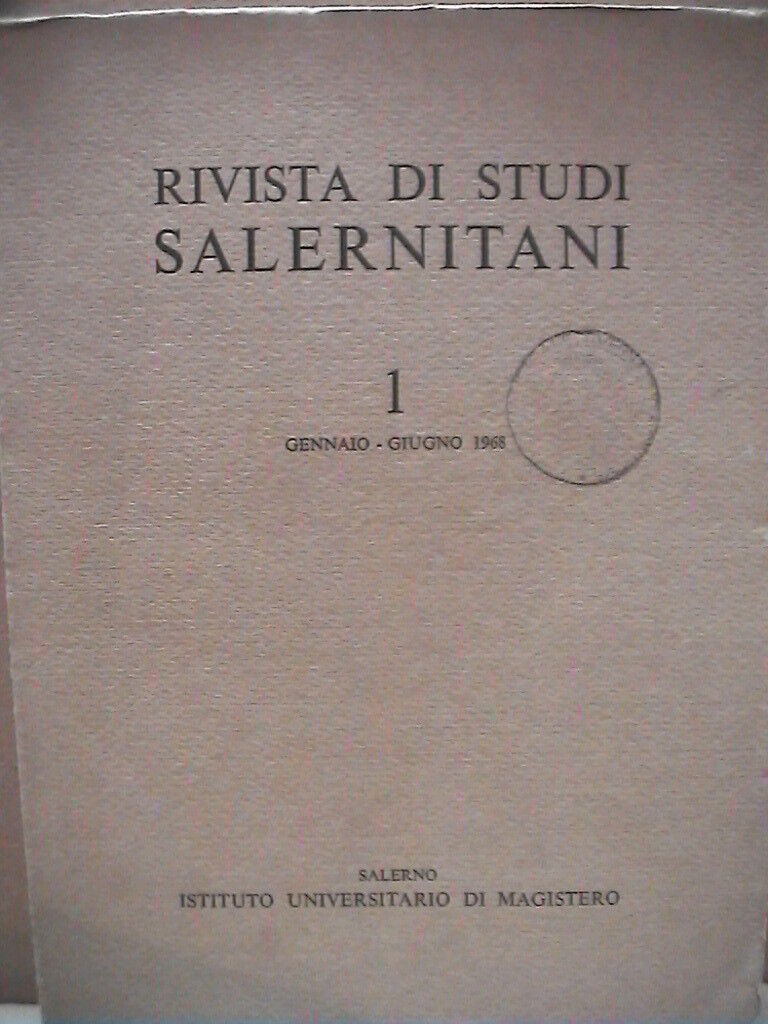 RIVISTA DI STUDI
SALERNITANI
1
GENNAIO - GIUGNO 1968
SALERNO
ISTITUTO UNIVERSITARIO DI MAGISTERO